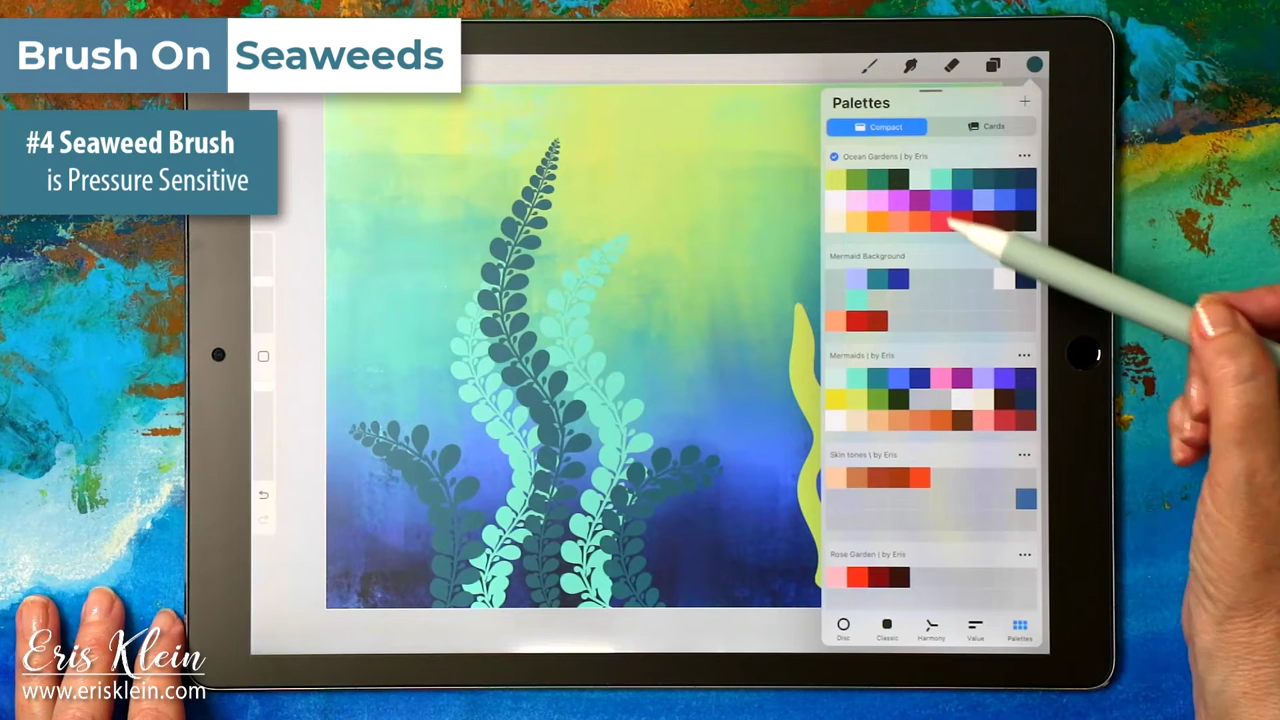 Brush On Seaweeds
#4 Seaweed Brush
is Pressure Sensitive
Palettes
Compact
Cards
Ocean Gardens | by Eris
Mermaid Background
Mermaids | by Eris
Skin tones \ by Eris
Rose Garden | by Eris
Disc
Classic
Harmony
Value
Palettes
Eris Klein
www.erisklein.com